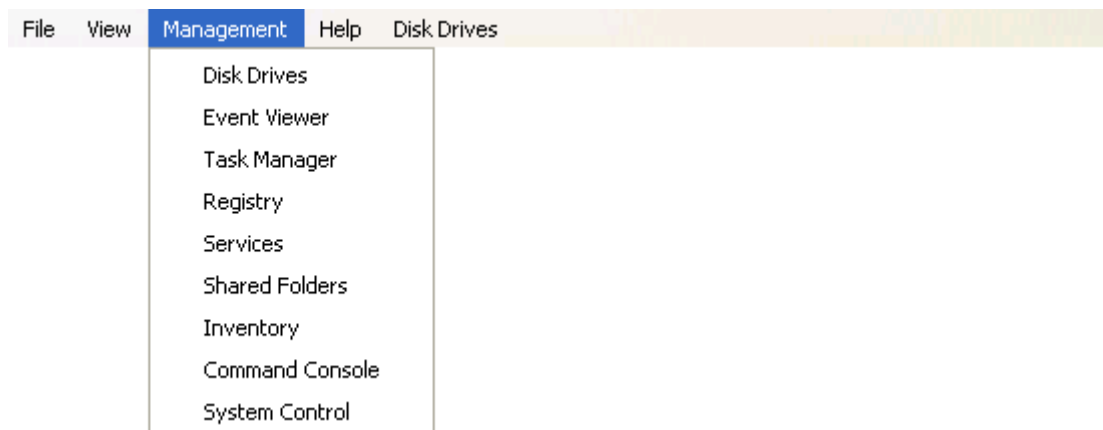 File View Management Help Disk Drives
Disk Drives
Event Viewer
Task Manager
Registry
Services
Shared Folders
Inventory
Command Console
System Control